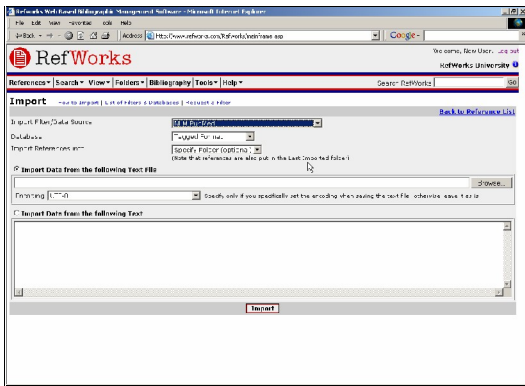 Refworks Web Based Bibliographic Management Software - Microsoft Internet Explorer
File Edit View Favorites Tools Help
Back Address http://www.refworks.com/Refworks/mainframe.asp Google
RefWorks
Welcome, New User. Log out
RefWorks University
References Search View Folders Bibliography Tools Help Search RefWorks GO
Import How to Import | List of Filters & Databases | Request a Filter
Back to Reference List
Import Filter/Data Source NLM PubMed
Database Tagged Format
Import References into Specify Folder (optional)
(Note that references are also put in the Last Imported folder)
Import Data from the following Text File
Browse...
Encoding UTF-8 Specify only if you specifically set the encoding when saving the text file otherwise leave it as is
Import Data from the following Text
Import